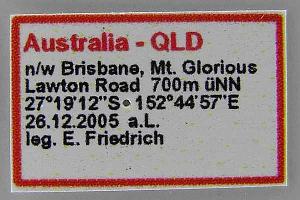 Australia - QLD
n/w Brisbane, Mt. Glorious
Lawton Road 700m üNN
27°19'12"S 152°44'57"E
26.12.2005 a.L.
leg. E. Friedrich